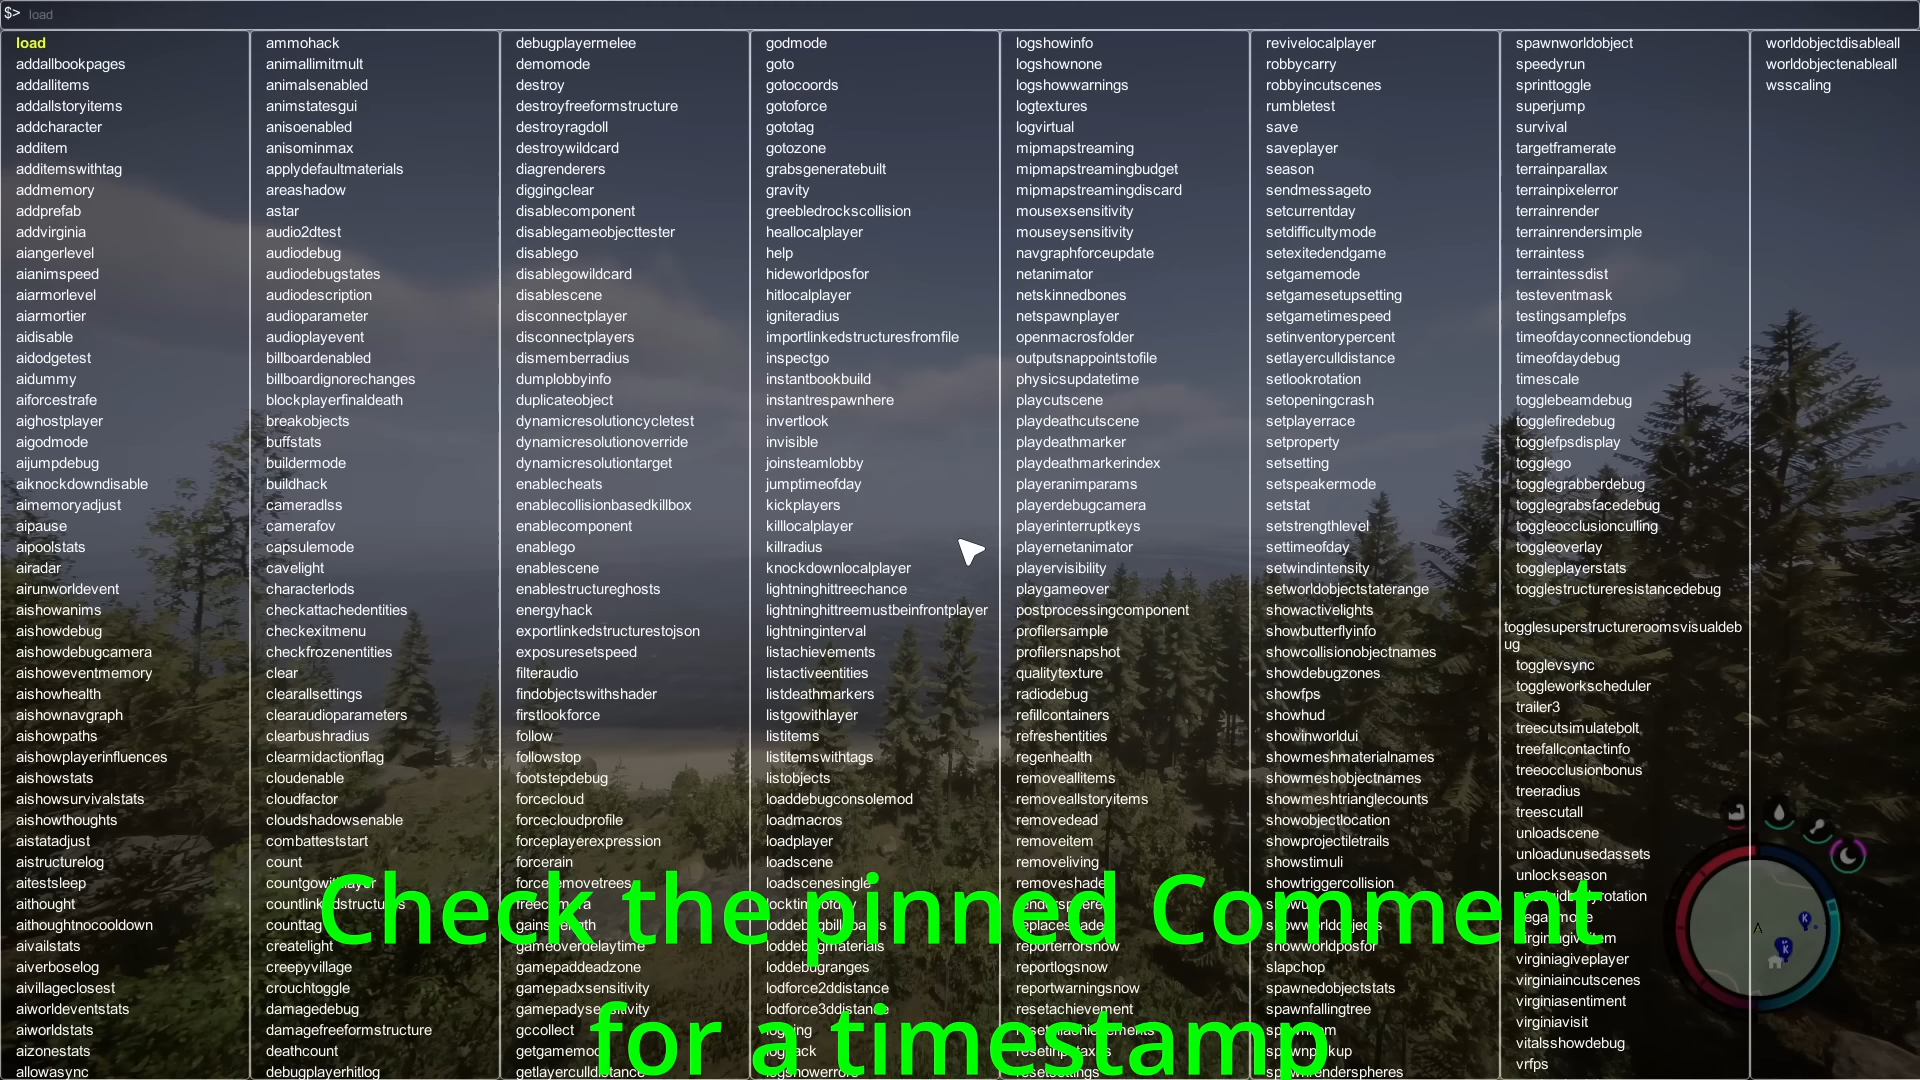 $> load
load
addallbookpages
addallitems
addallstoryitems
addcharacter
additem
additemswithtag
addmemory
addprefab
addvirginia
aiangerlevel
aianimspeed
aiarmorlevel
aiarmortier
aidisable
aidodgetest
aidummy
aiforcestrafe
aighostplayer
aigodmode
aijumpdebug
aiknockdowndisable
aimemoryadjust
aipause
aipoolstats
airadar
airunworldevent
aishowanims
aishowdebug
aishowdebugcamera
aishoweventmemory
aishowhealth
aishownavgraph
aishowpaths
aishowplayerinfluences
aishowstats
aishowsurvivalstats
aishowthoughts
aistatadjust
aistructurelog
aitestsleep
aithought
aithoughtnocooldown
aivailstats
aiverboselog
aivillageclosest
aiworldeventstats
aiworldstats
aizonestats
allowasync
ammohack
animallimitmult
animalsenabled
animstatesgui
anisoenabled
anisominmax
applydefaultmaterials
areashadow
astar
audio2dtest
audiodebug
audiodebugstates
audiodescription
audioparameter
audioplayevent
billboardenabled
billboardignorechanges
blockplayerfinaldeath
breakobjects
buffstats
buildermode
buildhack
cameradlss
camerafov
capsulemode
cavelight
characterlods
checkattachedentities
checkexitmenu
checkfrozenentities
clear
clearallsettings
clearaudioparameters
clearbushradius
clearmidactionflag
cloudenable
cloudfactor
cloudshadowsenable
combatteststart
count
createlight
creepyvillage
crouchtoggle
damagedebug
damagefreeformstructure
deathcount
debugplayerhitlog
debugplayermelee
demomode
destroy
destroyfreeformstructure
destroyragdoll
destroywildcard
diagrenderers
diggingclear
disablecomponent
disablegameobjecttester
disablego
disablegowildcard
disablescene
disconnectplayer
disconnectplayers
dismemberradius
dumplobbyinfo
duplicateobject
dynamicresolutioncycletest
dynamicresolutionoverride
dynamicresolutiontarget
enablecheats
enablecollisionbasedkillbox
enablecomponent
enablego
enablescene
enablestructureghosts
energyhack
exportlinkedstructurestojson
exposuresetspeed
filteraudio
findobjectswithshader
firstlookforce
follow
followstop
footstepdebug
forcecloud
forcecloudprofile
forceplayerexpression
forcerain
gameoverdelaytime
gamepaddeadzone
gamepadxsensitivity
gamepadysensitivity
gccollect
godmode
goto
gotocoords
gotoforce
gototag
gotozone
grabsgeneratebuilt
gravity
greebledrockscollision
heallocalplayer
help
hideworldposfor
hitlocalplayer
igniteradius
importlinkedstructuresfromfile
inspectgo
instantbookbuild
instantrespawnhere
invertlook
invisible
joinsteamlobby
jumptimeofday
kickplayers
killlocalplayer
killradius
knockdownlocalplayer
lightninghittreechance
lightninghittreemustbeinfrontplayer
lightninginterval
listachievements
listactiveentities
listdeathmarkers
listgowithlayer
listitems
listitemswithtags
listobjects
loaddebugconsolemod
loadmacros
loadplayer
loadscene
loadscenesingle
loddebugmaterials
loddebugranges
lodforce2ddistance
lodforce3ddistance
logshowinfo
logshownone
logshowwarnings
logtextures
logvirtual
mipmapstreaming
mipmapstreamingbudget
mipmapstreamingdiscard
mousexsensitivity
mouseysensitivity
navgraphforceupdate
netanimator
netskinnedbones
netspawnplayer
openmacrosfolder
outputsnappointstofile
physicsupdatetime
playcutscene
playdeathcutscene
playdeathmarker
playdeathmarkerindex
playeranimparams
playerdebugcamera
playerinterruptkeys
playernetanimator
playervisibility
playgameover
postprocessingcomponent
profilersample
profilersnapshot
qualitytexture
radiodebug
refillcontainers
refreshentities
regenhealth
removeallitems
removeallstoryitems
removedead
removeitem
removeliving
reporterrorsnow
reportlogsnow
reportwarningsnow
resetachievement
revivelocalplayer
robbycarry
robbyincutscenes
rumbletest
save
saveplayer
season
sendmessageto
setcurrentday
setdifficultymode
setexitedendgame
setgamemode
setgamesetupsetting
setgametimespeed
setinventorypercent
setlayerculldistance
setlookrotation
setopeningcrash
setplayerrace
setproperty
setsetting
setspeakermode
setstat
setstrengthlevel
settimeofday
setwindintensity
setworldobjectstaterange
showactivelights
showbutterflyinfo
showcollisionobjectnames
showdebugzones
showfps
showhud
showinworldui
showmeshmaterialnames
showmeshobjectnames
showmeshtrianglecounts
showobjectlocation
showprojectiletrails
showstimuli
showtriggercollision
showworldposfor
slapchop
spawnedobjectstats
spawnfallingtree
spawnworldobject
speedyrun
sprinttoggle
superjump
survival
targetframerate
terrainparallax
terrainpixelerror
terrainrender
terrainrendersimple
terraintess
terraintessdist
testeventmask
testingsamplefps
timeofdayconnectiondebug
timeofdaydebug
timescale
togglebeamdebug
togglefiredebug
togglefpsdisplay
togglego
togglegrabberdebug
togglegrabsfacedebug
toggleocclusionculling
toggleoverlay
toggleplayerstats
togglestructureresistancedebug
togglesuperstructureroomsvisualdeb
ug
togglevsync
toggleworkscheduler
trailer3
treecutsimulatebolt
treefallcontactinfo
treeocclusionbonus
treeradius
treescutall
unloadscene
unloadunusedassets
unlockseason
virginiagiveplayer
virginiaincutscenes
virginiasentiment
virginiavisit
vitalsshowdebug
vrfps
worldobjectdisableall
worldobjectenableall
wsscaling
Check the pinned Comment
for a timestamp
K
K